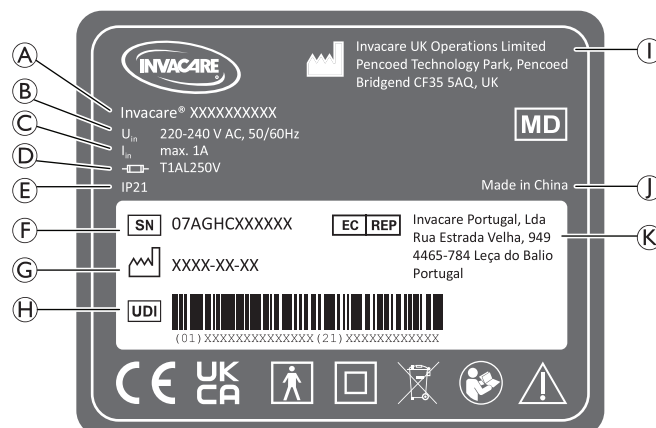 A
B
C
D
E
F
G
H
I
J
K
INVACARE
Invacare UK Operations Limited
Pencoed Technology Park, Pencoed
Bridgend CF35 5AQ, UK
Invacare® XXXXXXXXXX
Uin 220-240 V AC, 50/60Hz
Iin max. 1A
T1AL250V
IP21
MD
Made in China
SN 07AGHCXXXXXX
XXXX-XX-XX
EC REP
Invacare Portugal, Lda
Rua Estrada Velha, 949
4465-784 Leça do Balio
Portugal
UDI
(01)XXXXXXXXXXXXXX(21)XXXXXXXXXXXX
CE
UK
CA